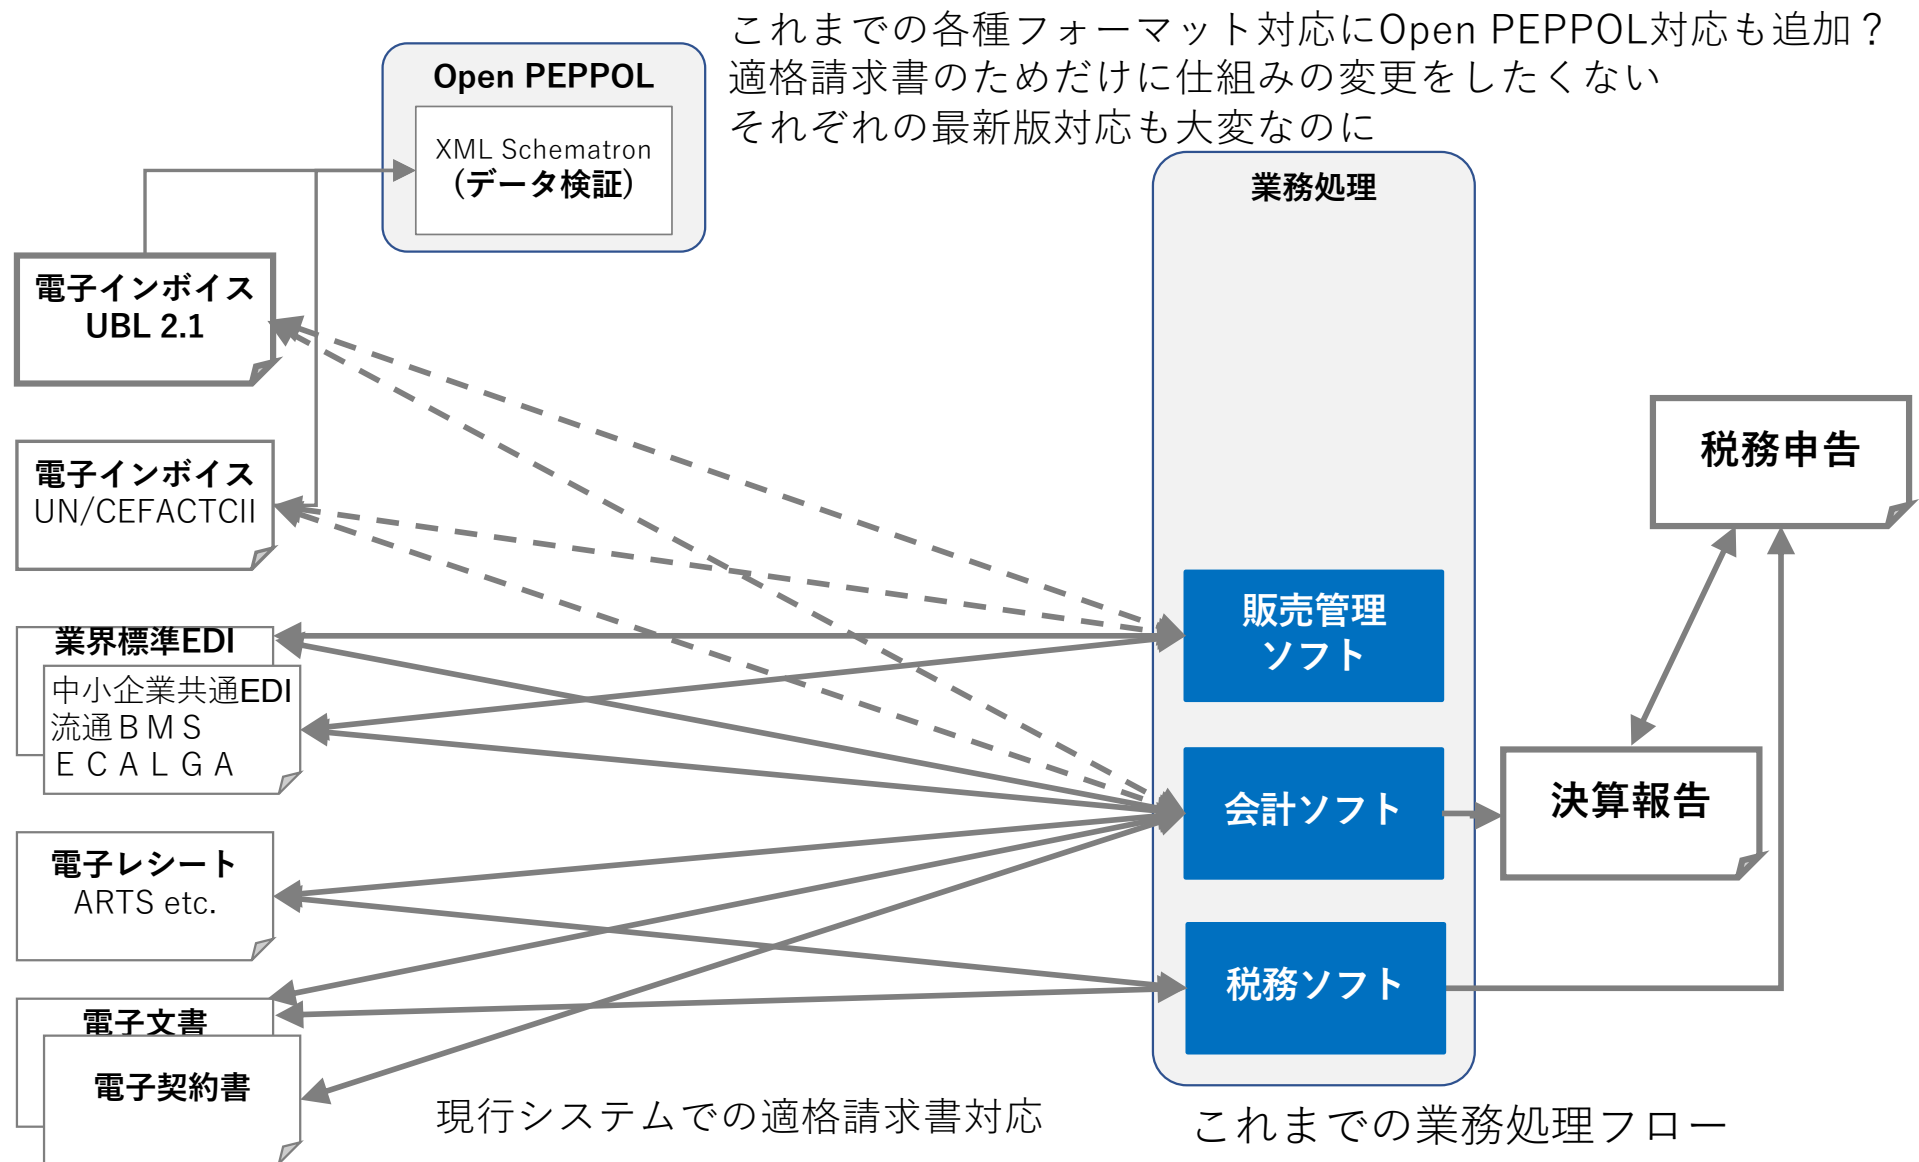 これまでの各種フォーマット対応にOpen PEPPOL対応も追加？
適格請求書のためだけに仕組みの変更をしたくない
それぞれの最新版対応も大変なのに
Open PEPPOL
XML Schematron
(データ検証)
業務処理
電子インボイス
UBL 2.1
電子インボイス
UN/CEFACTCII
業界標準EDI
中小企業共通EDI
流通ＢＭＳ
ＥＣＡＬＧＡ
電子レシート
ARTS etc.
電子文書
電子契約書
販売管理
ソフト
会計ソフト
税務ソフト
税務申告
決算報告
現行システムでの適格請求書対応
これまでの業務処理フロー